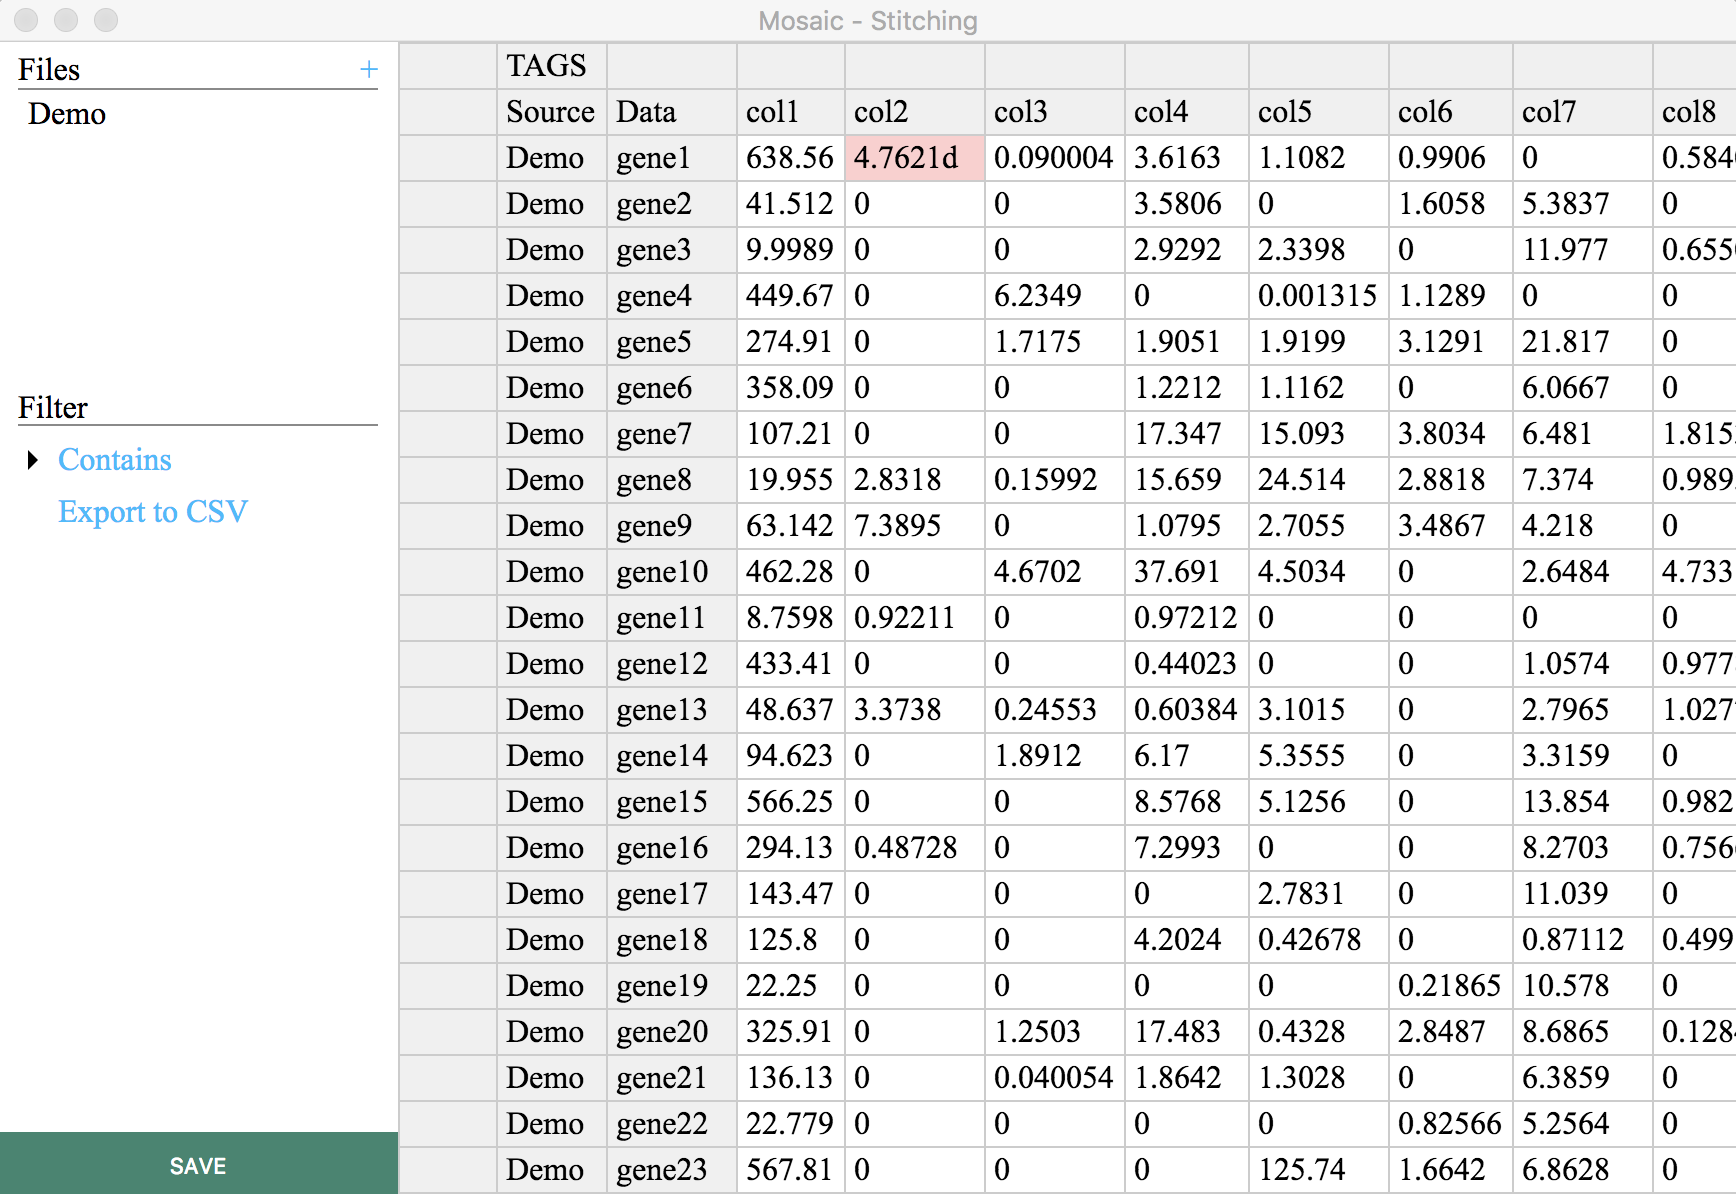 Mosaic - Stitching
Files +
Demo
Filter
Contains
Export to CSV
SAVE
TAGS
Source Data col1 col2 col3 col4 col5 col6 col7 col8
Demo gene1 638.56 4.7621d 0.090004 3.6163 1.1082 0.9906 0 0.584
Demo gene2 41.512 0 0 3.5806 0 1.6058 5.3837 0
Demo gene3 9.9989 0 0 2.9292 2.3398 0 11.977 0.655
Demo gene4 449.67 0 6.2349 0 0.001315 1.1289 0 0
Demo gene5 274.91 0 1.7175 1.9051 1.9199 3.1291 21.817 0
Demo gene6 358.09 0 0 1.2212 1.1162 0 6.0667 0
Demo gene7 107.21 0 0 17.347 15.093 3.8034 6.481 1.815
Demo gene8 19.955 2.8318 0.15992 15.659 24.514 2.8818 7.374 0.989
Demo gene9 63.142 7.3895 0 1.0795 2.7055 3.4867 4.218 0
Demo gene10 462.28 0 4.6702 37.691 4.5034 0 2.6484 4.733
Demo gene11 8.7598 0.92211 0 0.97212 0 0 0 0
Demo gene12 433.41 0 0 0.44023 0 0 1.0574 0.977
Demo gene13 48.637 3.3738 0.24553 0.60384 3.1015 0 2.7965 1.027
Demo gene14 94.623 0 1.8912 6.17 5.3555 0 3.3159 0
Demo gene15 566.25 0 0 8.5768 5.1256 0 13.854 0.982
Demo gene16 294.13 0.48728 0 7.2993 0 0 8.2703 0.756
Demo gene17 143.47 0 0 0 2.7831 0 11.039 0
Demo gene18 125.8 0 0 4.2024 0.42678 0 0.87112 0.499
Demo gene19 22.25 0 0 0 0 0.21865 10.578 0
Demo gene20 325.91 0 1.2503 17.483 0.4328 2.8487 8.6865 0.128
Demo gene21 136.13 0 0.040054 1.8642 1.3028 0 6.3859 0
Demo gene22 22.779 0 0 0 0 0.82566 5.2564 0
Demo gene23 567.81 0 0 0 125.74 1.6642 6.8628 0